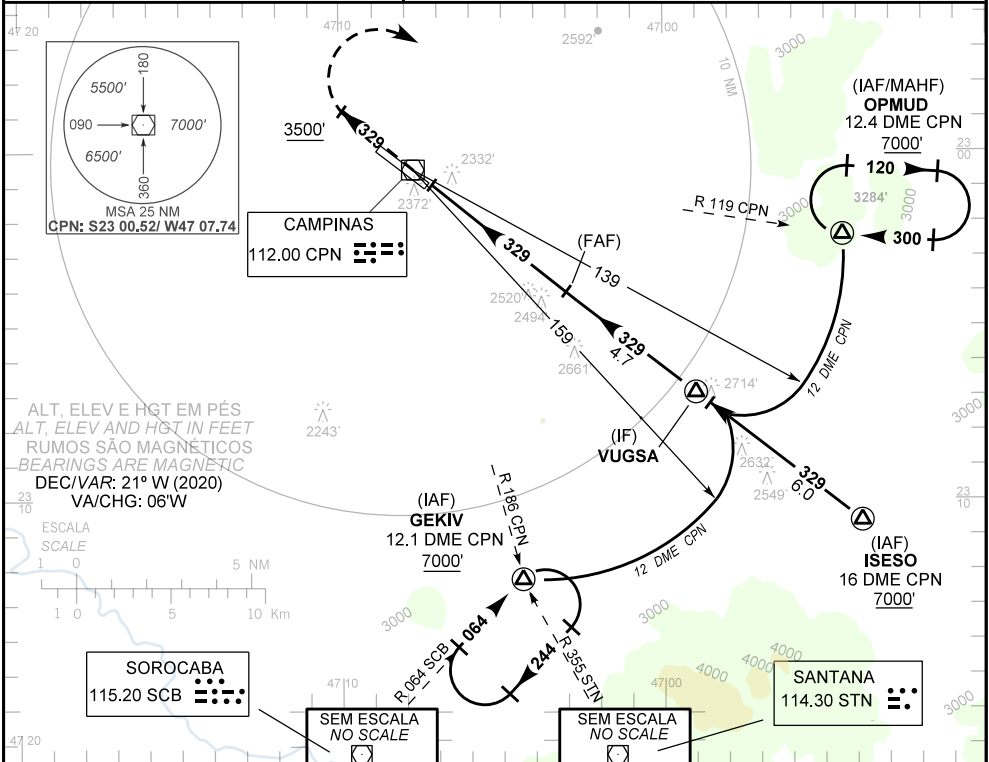 47 20
47 10
47 00
2592'
3000
10 NM
180
5500'
090
7000'
6500'
360
MSA 25 NM
CPN: S23 00.52/ W47 07.74
3500'
329
2332'
2372'
(IAF/MAHF)
OPMUD
12.4 DME CPN
7000'
23
00
120
3284'
3000
3000
300
R 119 CPN
CAMPINAS
112.00 CPN
329
(FAF)
139
2520'
2494'
159
329
4.7
2661'
12 DME CPN
2714'
3000
ALT, ELEV E HGT EM PÉS
ALT, ELEV AND HGT IN FEET
RUMOS SÃO MAGNÉTICOS
BEARINGS ARE MAGNETIC
DEC/VAR: 21º W (2020)
VA/CHG: 06'W
2243'
(IF)
VUGSA
2632'
2549'
329
6.0
23
10
23
10
R 186 CPN
(IAF)
GEKIV
12.1 DME CPN
7000'
(IAF)
ISESO
16 DME CPN
7000'
ESCALA
SCALE
1 0 5 NM
1 0 5 10 Km
12 DME CPN
3000
3000
064
R 064 SCB
244
R 355 STN
4000
4000
4000
3000
SOROCABA
115.20 SCB
SANTANA
114.30 STN
47 10
47 00
SEM ESCALA
NO SCALE
SEM ESCALA
NO SCALE
47 20